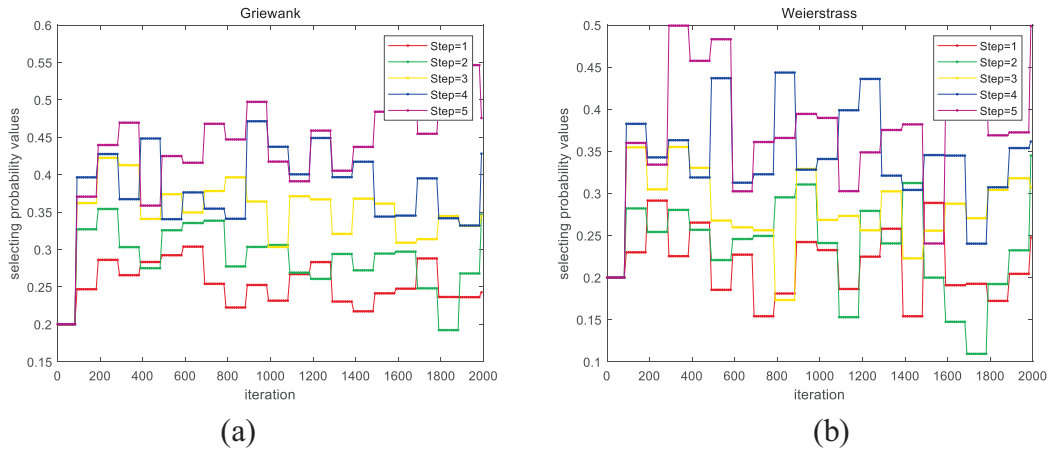 Griewank
0.6
0.55
0.5
0.45
0.4
0.35
0.3
0.25
0.2
0.15
selecting probability values
Step=1
Step=2
Step=3
Step=4
Step=5
0 200 400 600 800 1000 1200 1400 1600 1800 2000
iteration
(a)
Weierstrass
0.5
0.45
0.4
0.35
0.3
0.25
0.2
0.15
0.1
selecting probability values
Step=1
Step=2
Step=3
Step=4
Step=5
0 200 400 600 800 1000 1200 1400 1600 1800 2000
iteration
(b)